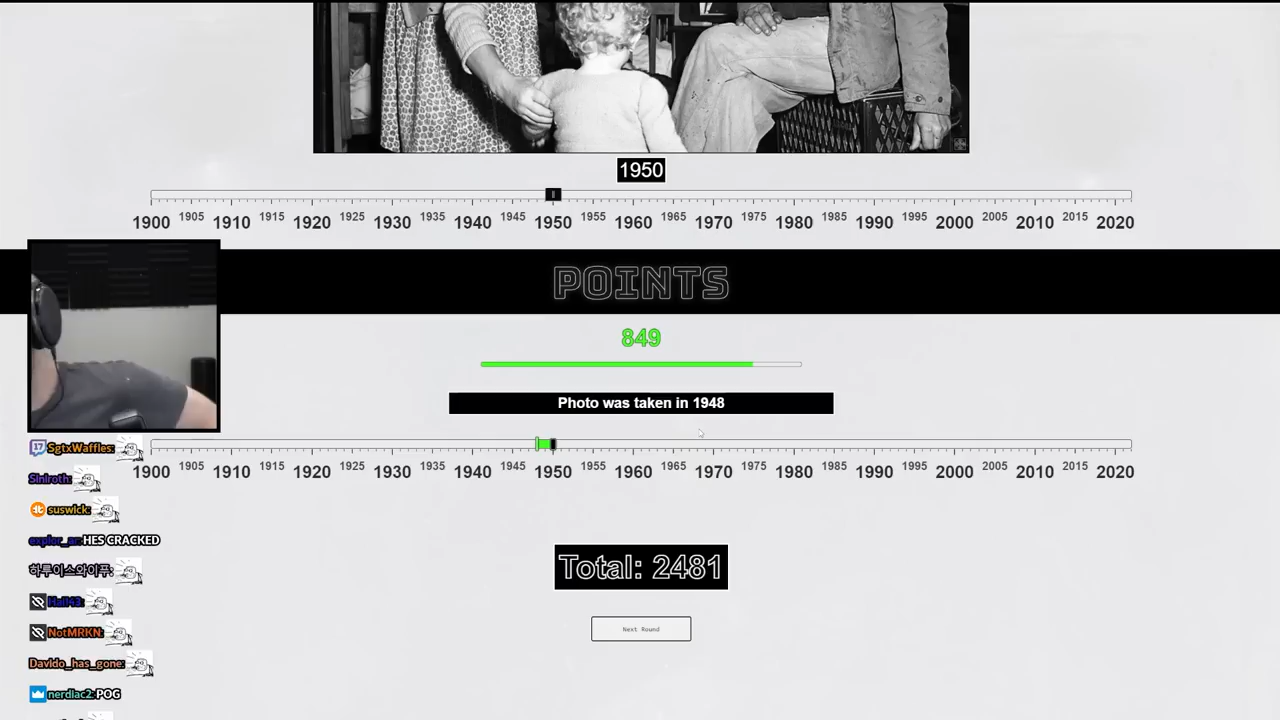 1950
1900 1905 1910 1915 1920 1925 1930 1935 1940 1945 1950 1955 1960 1965 1970 1975 1980 1985 1990 1995 2000 2005 2010 2015 2020
POINTS
849
Photo was taken in 1948
1900 1905 1910 1915 1920 1925 1930 1935 1940 1945 1950 1955 1960 1965 1970 1975 1980 1985 1990 1995 2000 2005 2010 2015 2020
17 SgtxWaffles:
Siniroth:
suswick:
HES CRACKED
하루이스와이푸:
NotMRKN:
Davido_has_gone:
nerdiac2: POG
Total: 2481
Next Round